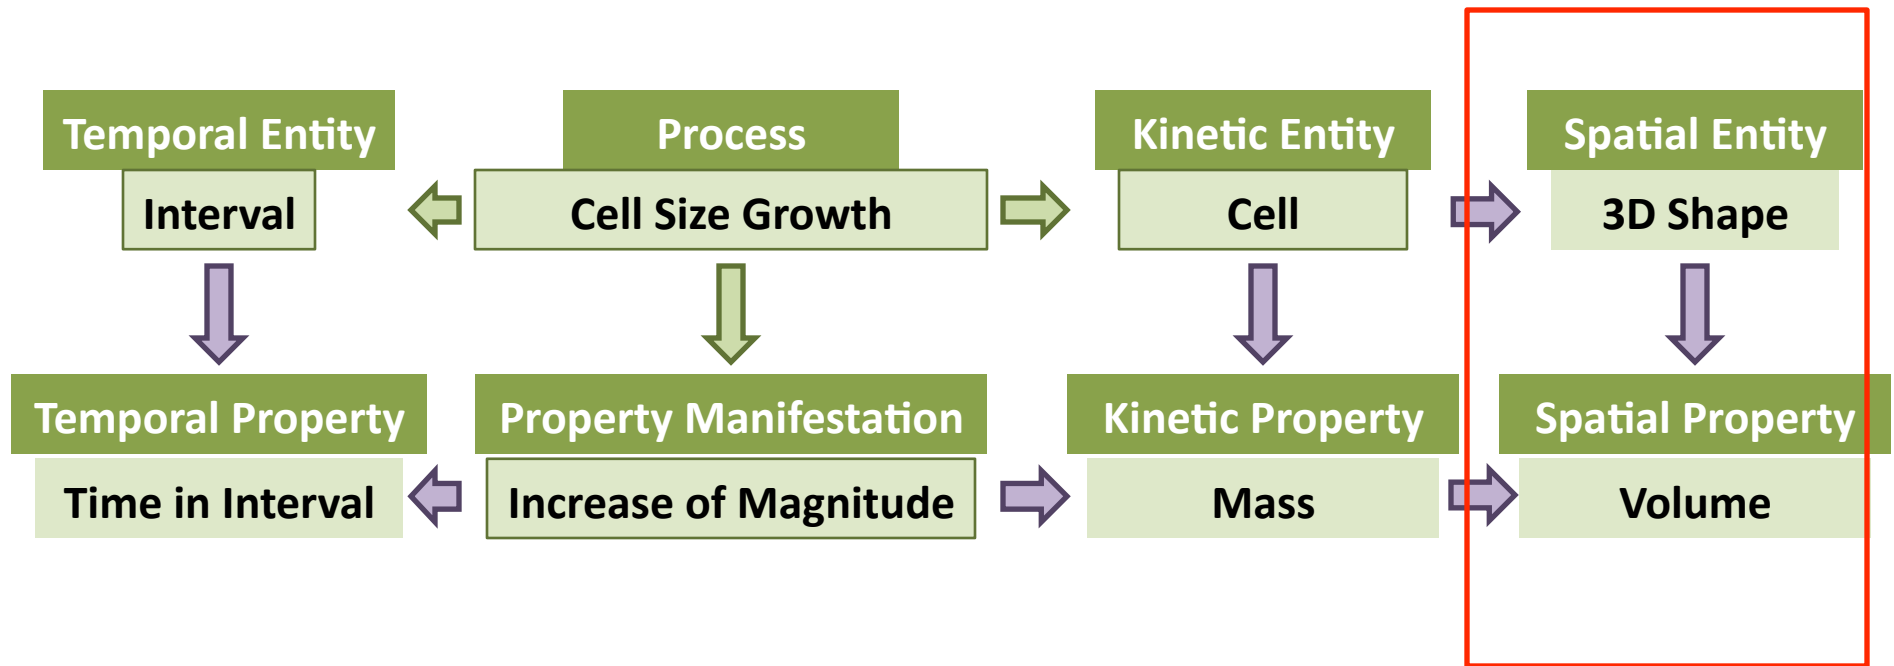 Temporal Entity
Process
Kinetic Entity
Spatial Entity
Interval
Cell Size Growth
Cell
3D Shape
Temporal Property
Property Manifestation
Kinetic Property
Spatial Property
Time in Interval
Increase of Magnitude
Mass
Volume